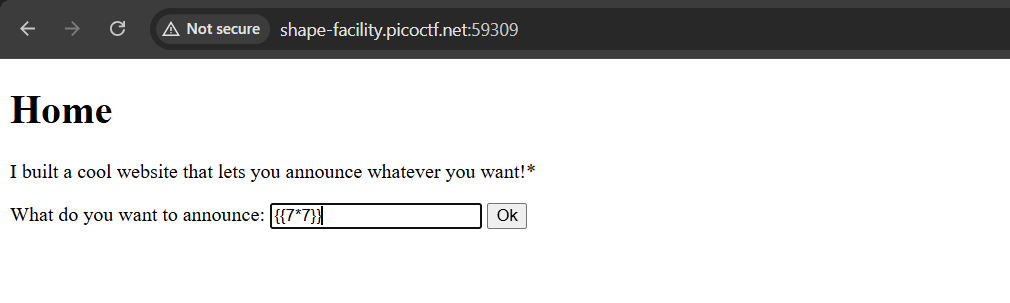 Not secure shape-facility.picoctf.net:59309
Home
I built a cool website that lets you announce whatever you want!*
What do you want to announce: {{7*7}} Ok